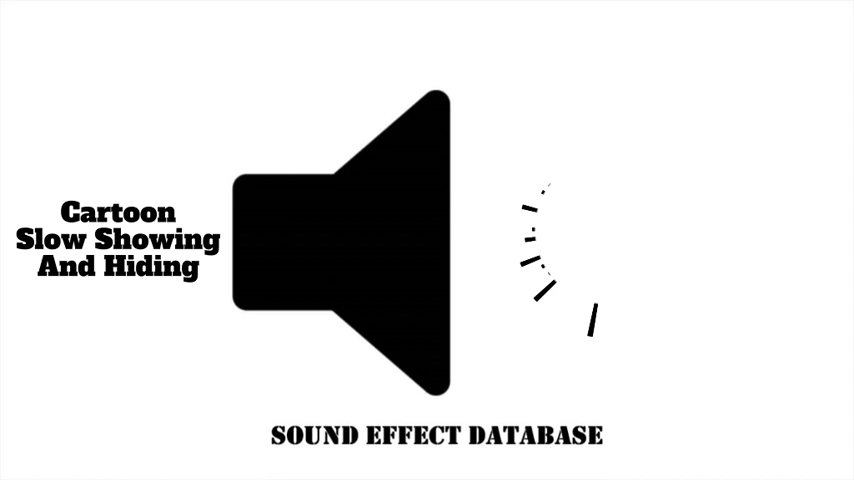 Cartoon
Slow Showing
And Hiding
SOUND EFFECT DATABASE